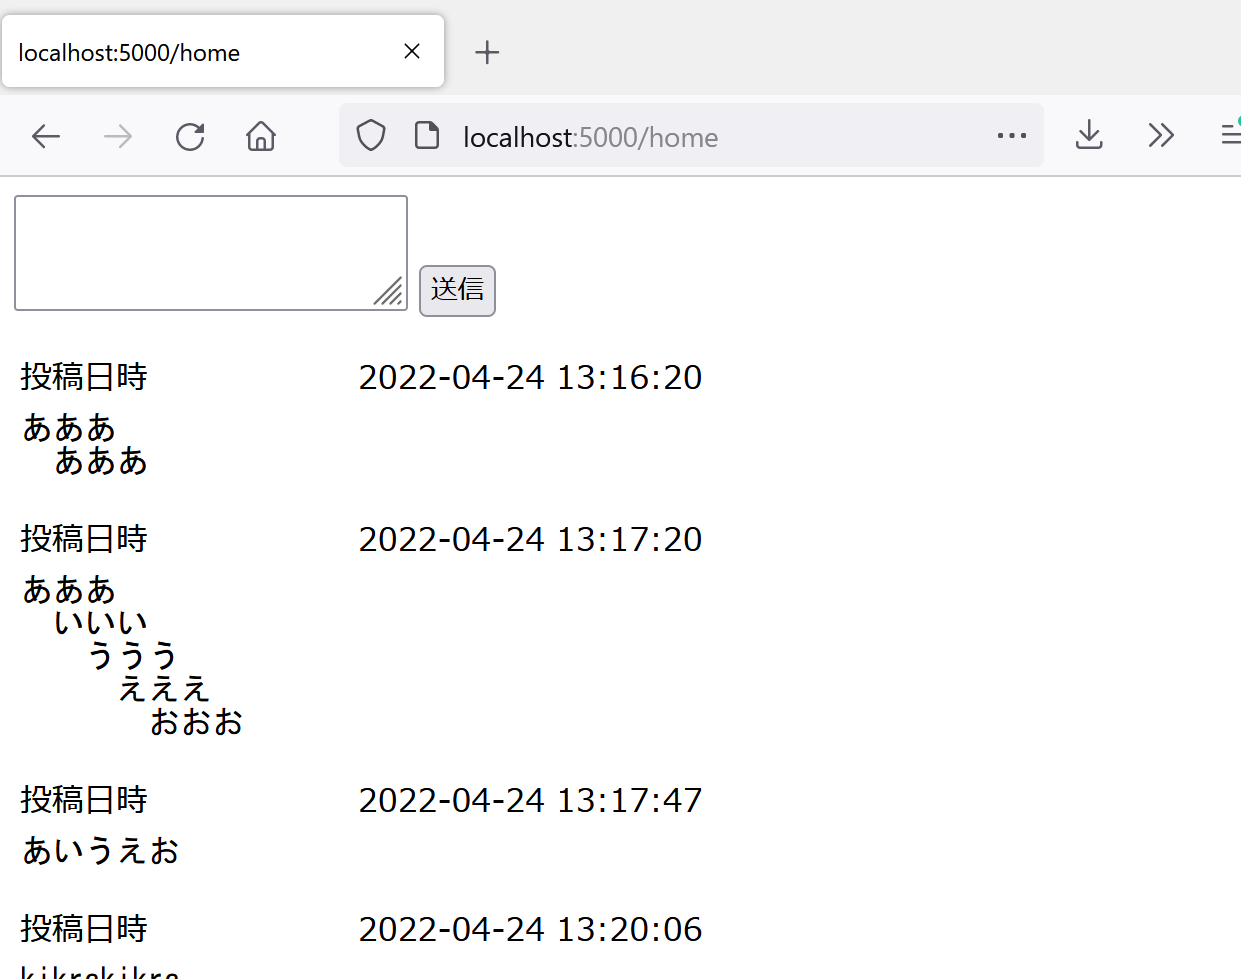 localhost:5000/home
localhost:5000/home
送信
投稿日時 2022-04-24 13:16:20
あああ
　あああ
投稿日時 2022-04-24 13:17:20
あああ
　いいい
　　ううう
　　　えええ
　　　　おおお
投稿日時 2022-04-24 13:17:47
あいうえお
投稿日時 2022-04-24 13:20:06